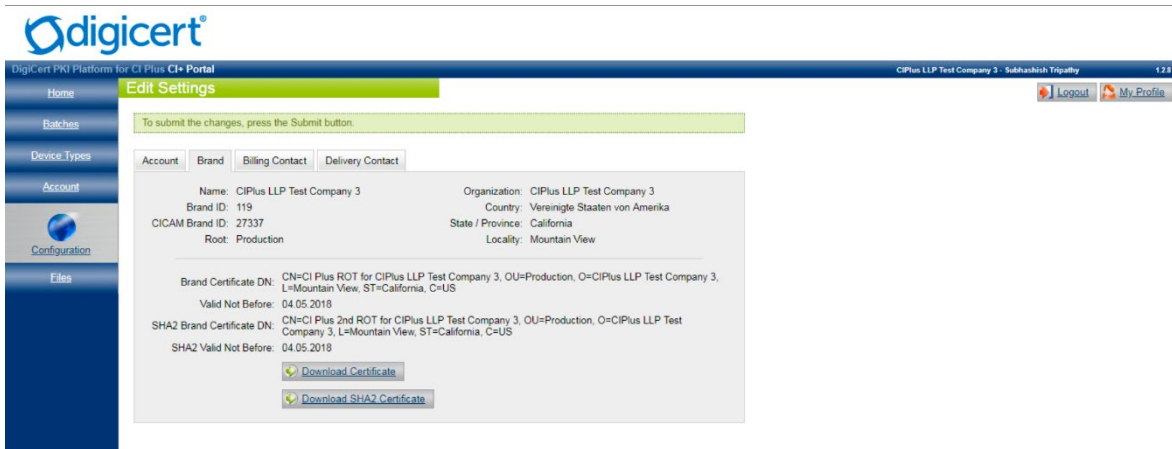 digicert®
DigiCert PKI Platform for CI Plus CI+ Portal
CIPlus LLP Test Company 3 - Subhashish Tripathy
1.2.8
Home
Batches
Device Types
Account
Configuration
Files
Edit Settings
Logout
My Profile
To submit the changes, press the Submit button.
Account Brand Billing Contact Delivery Contact
Name: CIPlus LLP Test Company 3
Brand ID: 119
CICAM Brand ID: 27337
Root: Production
Organization: CIPlus LLP Test Company 3
Country: Vereinigte Staaten von Amerika
State / Province: California
Locality: Mountain View
Brand Certificate DN: CN=CI Plus ROT for CIPlus LLP Test Company 3, OU=Production, O=CIPlus LLP Test Company 3,
L=Mountain View, ST=California, C=US
Valid Not Before: 04.05.2018
SHA2 Brand Certificate DN: CN=CI Plus 2nd ROT for CIPlus LLP Test Company 3, OU=Production, O=CIPlus LLP Test
Company 3, L=Mountain View, ST=California, C=US
SHA2 Valid Not Before: 04.05.2018
Download Certificate
Download SHA2 Certificate